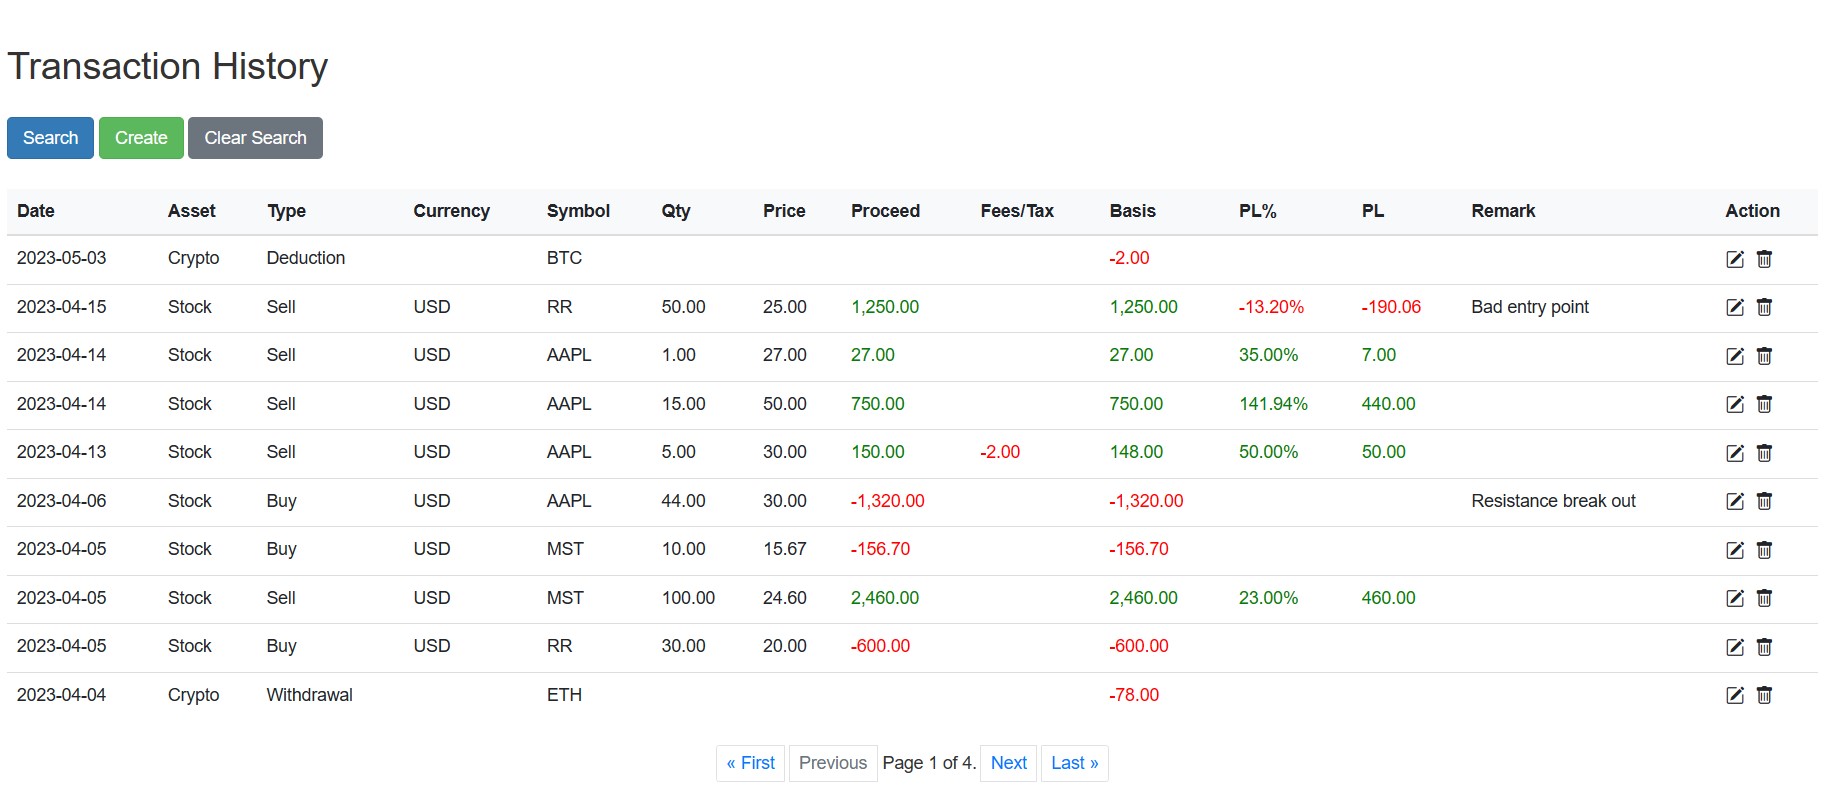 Transaction History
Search Create Clear Search
Date Asset Type Currency Symbol Qty Price Proceed Fees/Tax Basis PL% PL Remark Action
2023-05-03 Crypto Deduction BTC -2.00
2023-04-15 Stock Sell USD RR 50.00 25.00 1,250.00 1,250.00 -13.20% -190.06 Bad entry point
2023-04-14 Stock Sell USD AAPL 1.00 27.00 27.00 27.00 35.00% 7.00
2023-04-14 Stock Sell USD AAPL 15.00 50.00 750.00 750.00 141.94% 440.00
2023-04-13 Stock Sell USD AAPL 5.00 30.00 150.00 -2.00 148.00 50.00% 50.00
2023-04-06 Stock Buy USD AAPL 44.00 30.00 -1,320.00 -1,320.00 Resistance break out
2023-04-05 Stock Buy USD MST 10.00 15.67 -156.70 -156.70
2023-04-05 Stock Sell USD MST 100.00 24.60 2,460.00 2,460.00 23.00% 460.00
2023-04-05 Stock Buy USD RR 30.00 20.00 -600.00 -600.00
2023-04-04 Crypto Withdrawal ETH -78.00
« First Previous Page 1 of 4. Next Last »